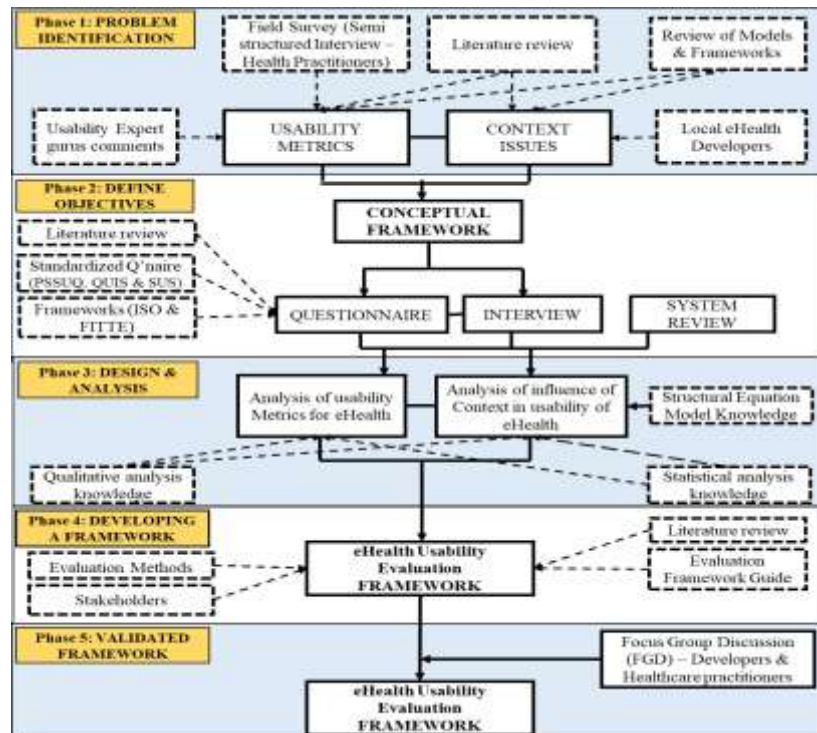 Phase 1: PROBLEM
IDENTIFICATION
Field Survey (Semi
structured Interview –
Health Practitioners)
Literature review
Review of Models
& Frameworks
Usability Expert
gurus comments
USABILITY
METRICS
CONTEXT
ISSUES
Local eHealth
Developers
Phase 2: DEFINE
OBJECTIVES
CONCEPTUAL
FRAMEWORK
Literature review
Standardized Q'naire
(PSSUQ, QUIS & SUS)
Frameworks (ISO &
FITTE)
QUESTIONNAIRE
INTERVIEW
SYSTEM
REVIEW
Phase 3: DESIGN &
ANALYSIS
Analysis of usability
Metrics for eHealth
Analysis of influence of
Context in usability of
eHealth
Structural Equation
Model Knowledge
Qualitative analysis
knowledge
Statistical analysis
knowledge
Phase 4: DEVELOPING
A FRAMEWORK
Evaluation Methods
Stakeholders
eHealth Usability
Evaluation
FRAMEWORK
Literature review
Evaluation
Framework Guide
Phase 5: VALIDATED
FRAMEWORK
Focus Group Discussion
(FGD) – Developers &
Healthcare practitioners
eHealth Usability
Evaluation
FRAMEWORK